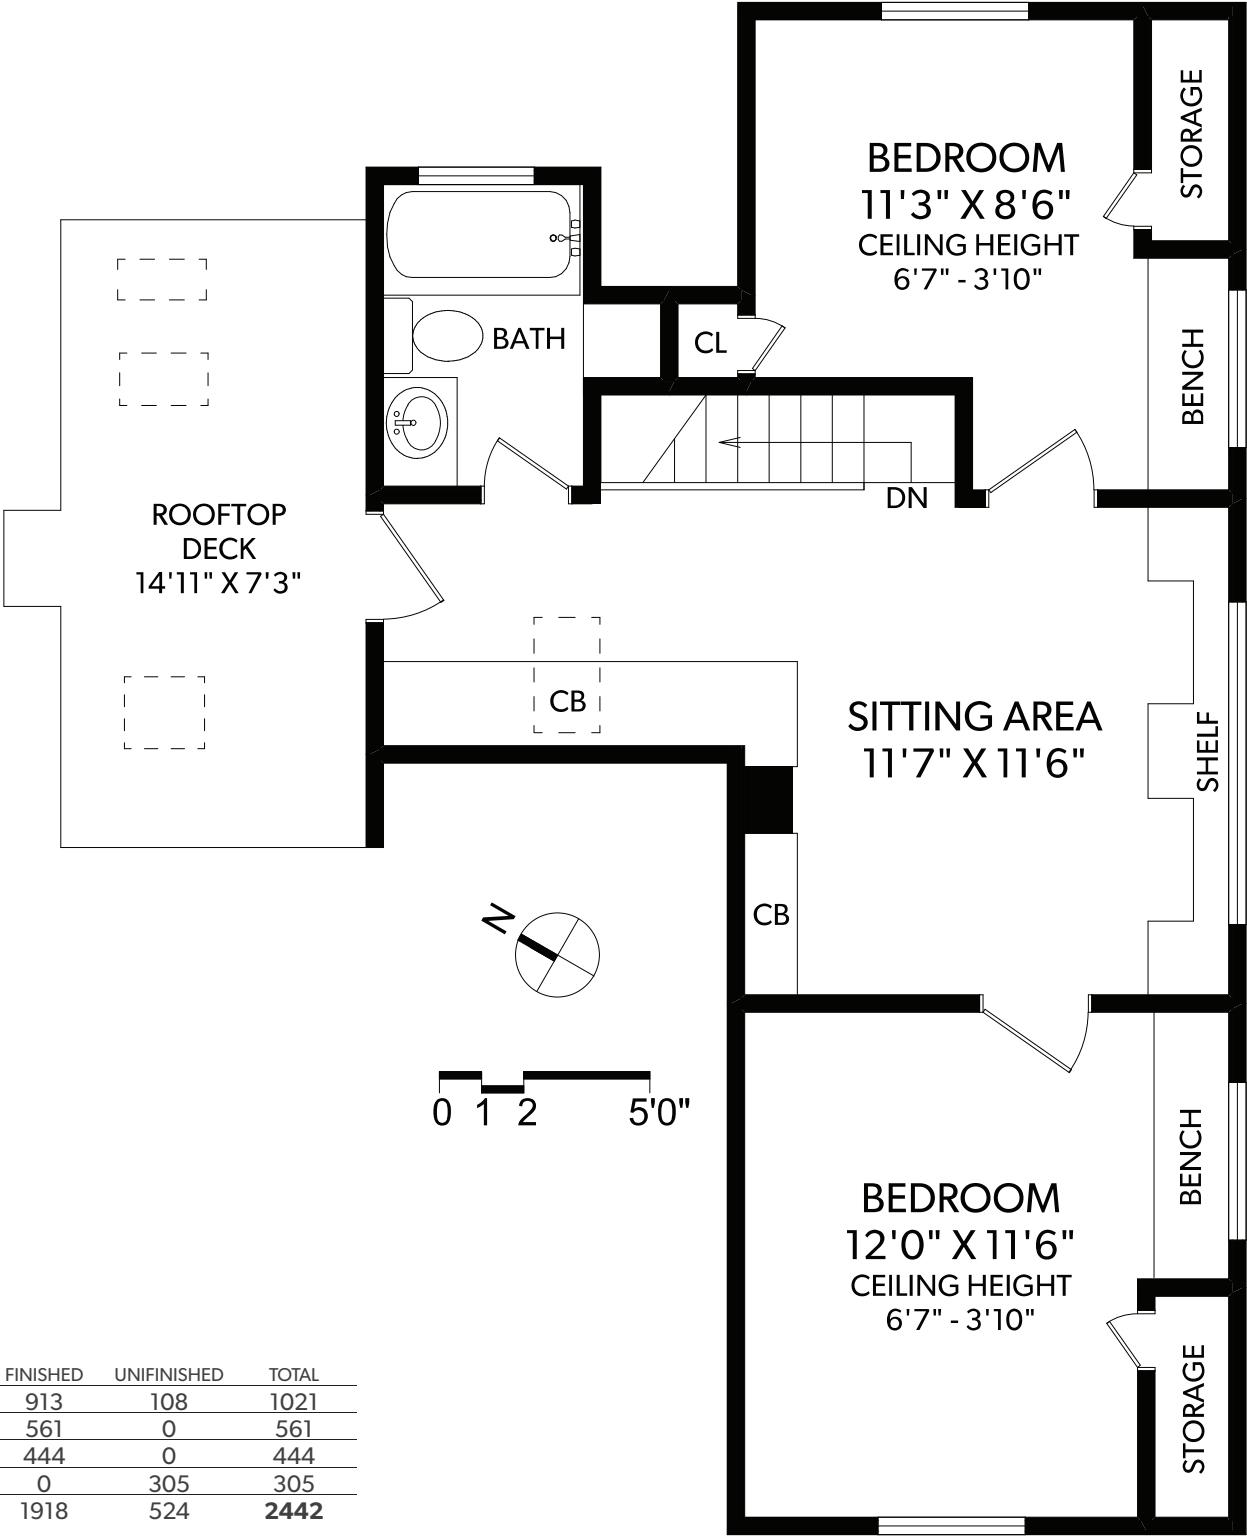 STORAGE
BEDROOM
11'3" X 8'6"
CEILING HEIGHT
6'7" - 3'10"
BATH
CL
BENCH
DN
ROOFTOP
DECK
14'11" X 7'3"
CB
SITTING AREA
11'7" X 11'6"
SHELF
CB
N
0 1 2 5'0"
BENCH
BEDROOM
12'0" X 11'6"
CEILING HEIGHT
6'7" - 3'10"
STORAGE
FINISHED UNIFINISHED TOTAL
913 108 1021
561 0 561
444 0 444
0 305 305
1918 524 2442